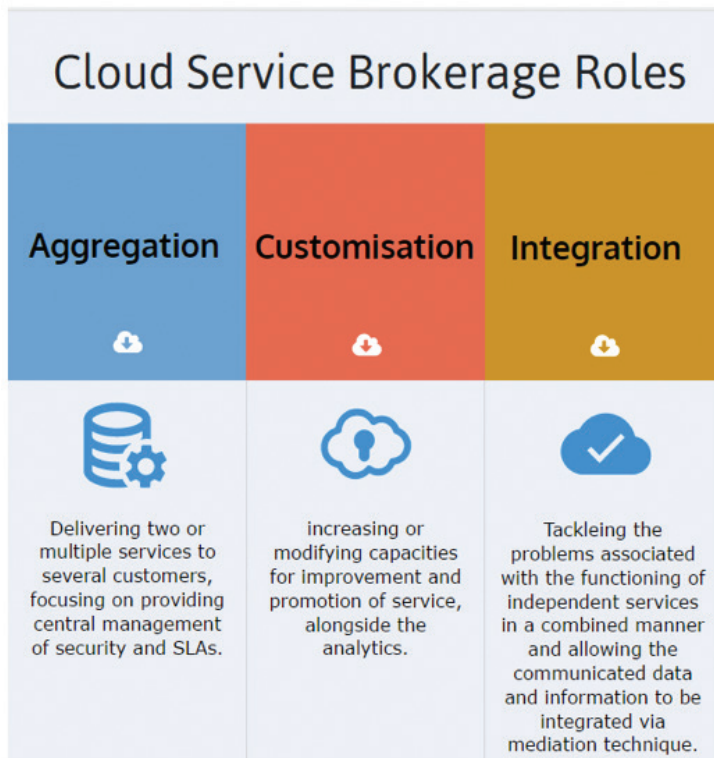 Cloud Service Brokerage Roles
Aggregation
Customisation
Integration
Delivering two or
multiple services to
several customers,
focusing on providing
central management
of security and SLAs.
increasing or
modifying capacities
for improvement and
promotion of service,
alongside the
analytics.
Tackleing the
problems associated
with the functioning of
independent services
in a combined manner
and allowing the
communicated data
and information to be
integrated via
mediation technique.